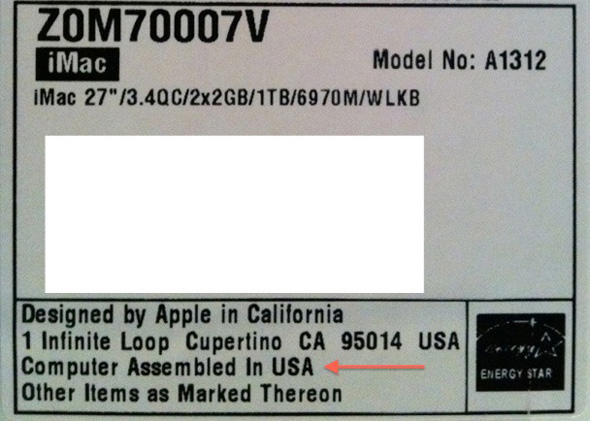 Z0M70007V
iMac
Model No: A1312
iMac 27"/3.4QC/2x2GB/1TB/6970M/WLKB
Designed by Apple in California
1 Infinite Loop Cupertino CA 95014 USA
Computer Assembled In USA
Other Items as Marked Thereon
energy
ENERGY STAR